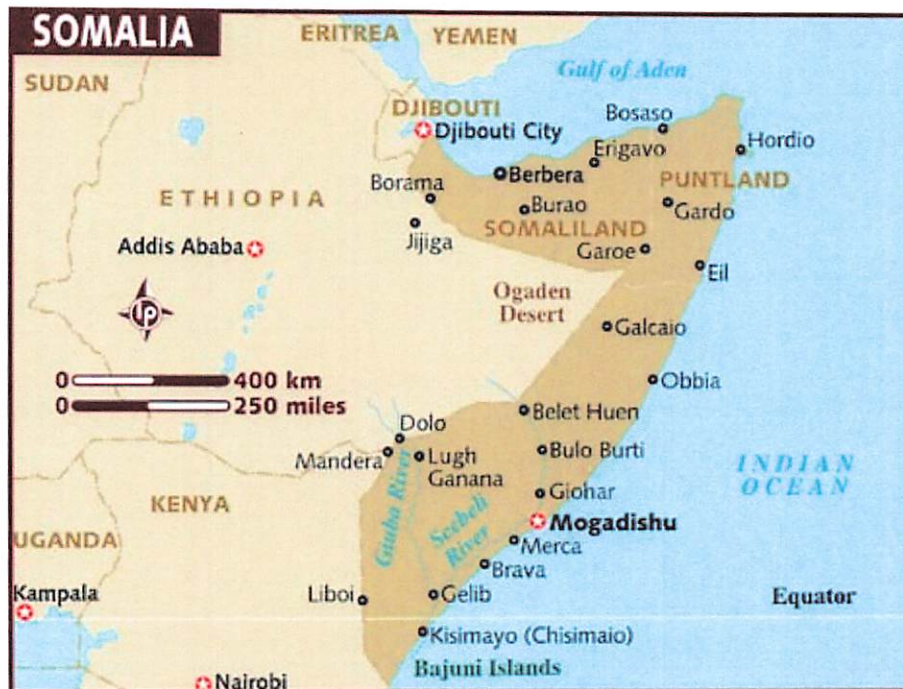 SOMALIA
ERITREA
YEMEN
SUDAN
Gulf of Aden
DJIBOUTI
Djibouti City
Bosaso
Hordio
Erigavo
Berbera
PUNTLAND
Borama
ETHIOPIA
Burao
Gardo
SOMALILAND
Jijiga
Addis Ababa
Garoe
Eil
Ogaden
Desert
lp
Galcaio
0 400 km
0 250 miles
Obbia
Belet Huen
Dolo
Mandera
Lugh
Ganana
Bulo Burti
INDIAN
OCEAN
Giuba River
KENYA
Giohar
Scebeli
River
Mogadishu
UGANDA
Merca
Brava
Kampala
Liboi
Gelib
Equator
Kisimayo (Chisimaio)
Bajuni Islands
Nairobi